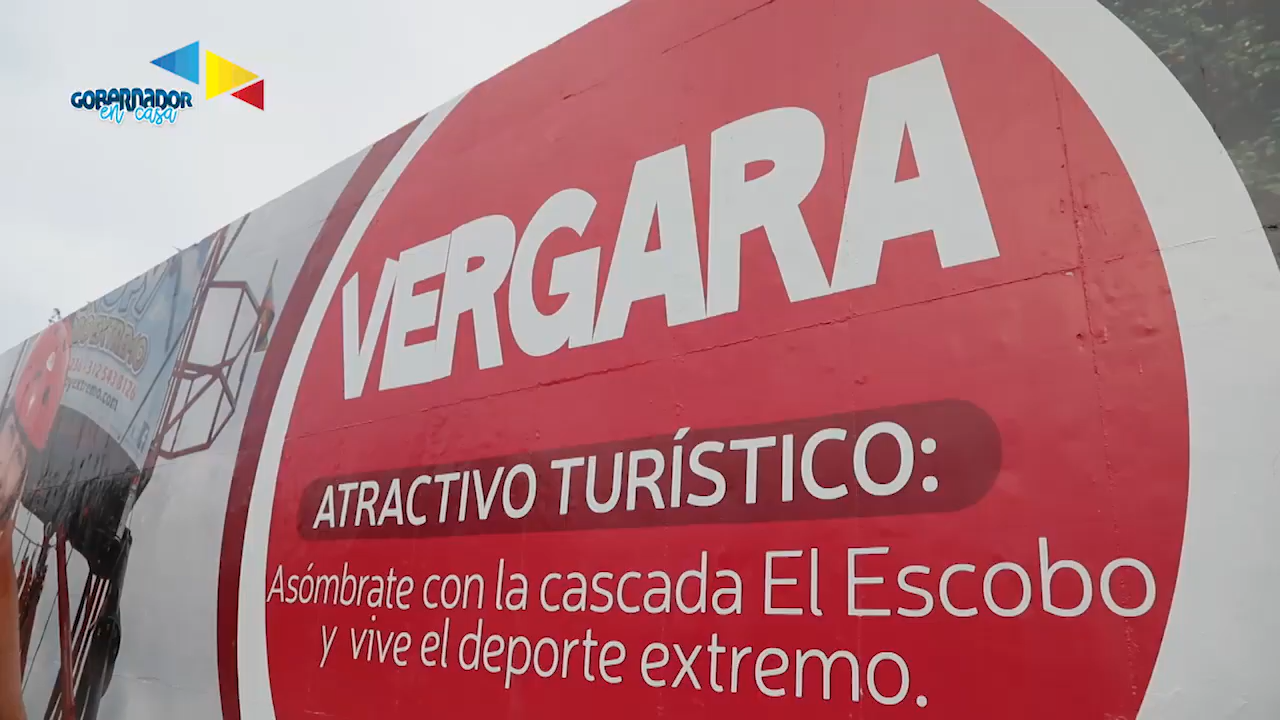 GOBERNADOR
en casa
VERGARA
ATRACTIVO TURÍSTICO:
Asómbrate con la cascada El Escobo
y vive el deporte extremo.